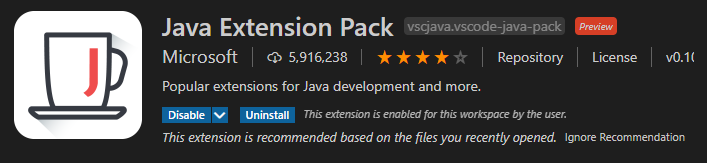 Java Extension Pack vscjava.vscode-java-pack Preview
Microsoft 5,916,238 Repository License v0.10
Popular extensions for Java development and more.
Disable Uninstall This extension is enabled for this workspace by the user.
This extension is recommended based on the files you recently opened. Ignore Recommendation